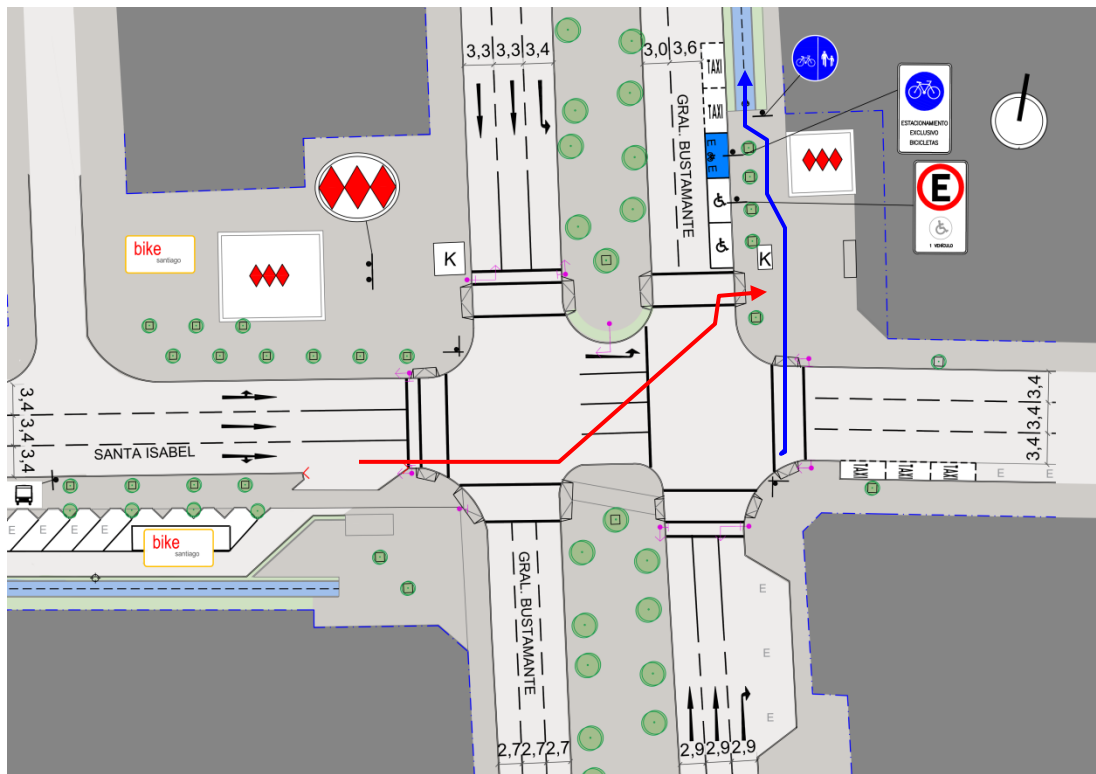 3,3 3,3 3,4
3,0 3,6
TAXI
TAXI
GRAL. BUSTAMANTE
E
E
ESTACIONAMIENTO
EXCLUSIVO
BICICLETAS
E
1 VEHÍCULO
bike
santiago
K
K
3,4 3,4 3,4
SANTA ISABEL
3,4 3,4 3,4
TAXI TAXI TAXI
E E
E E E E E
bike
santiago
GRAL. BUSTAMANTE
E
E
E
2,7 2,7 2,7
2,9 2,9 2,9